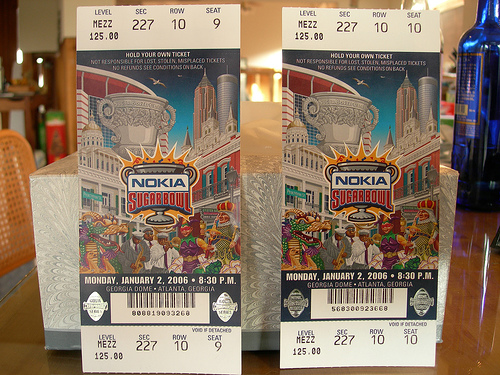 LEVEL SEC ROW SEAT
MEZZ 227 10 9
125.00
HOLD YOUR OWN TICKET
NOT RESPONSIBLE FOR LOST, STOLEN, MISPLACED TICKETS
NO REFUNDS SEE CONDITIONS ON BACK
NOKIA
SUGAR BOWL
MONDAY, JANUARY 2, 2006 • 8:30 P.M.
GEORGIA DOME • ATLANTA, GEORGIA
808819093268
VOID IF DETACHED
LEVEL SEC ROW SEAT
MEZZ 227 10 9
125.00
LEVEL SEC ROW SEAT
MEZZ 227 10 10
125.00
HOLD YOUR OWN TICKET
NOT RESPONSIBLE FOR LOST, STOLEN, MISPLACED TICKETS
NO REFUNDS SEE CONDITIONS ON BACK
NOKIA
SUGAR BOWL
MONDAY, JANUARY 2, 2006 • 8:30 P.M.
GEORGIA DOME • ATLANTA, GEORGIA
560300923668
VOID IF DETACHED
LEVEL SEC ROW SEAT
MEZZ 227 10 10
125.00